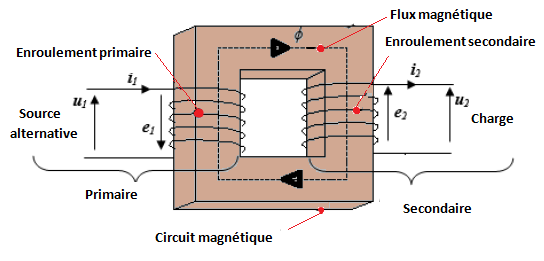 Flux magnétique
ϕ
Enroulement primaire
Enroulement secondaire
i1
i2
u1
Source
alternative
e1
e2
u2
Charge
Primaire
Secondaire
Circuit magnétique